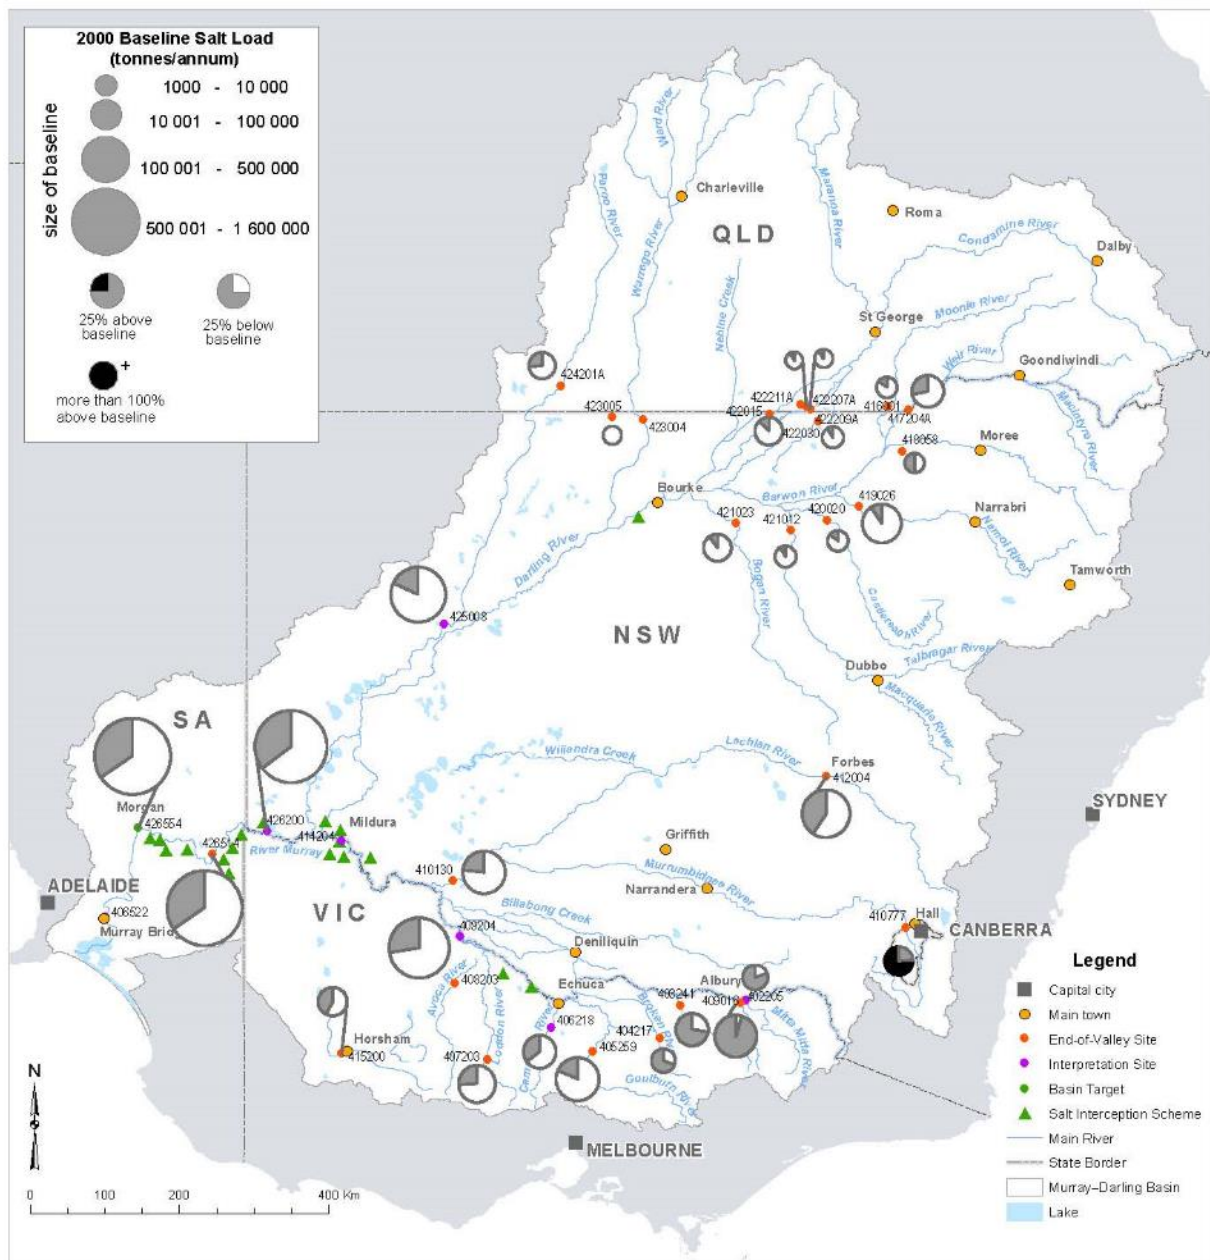 2000 Baseline Salt Load
(tonnes/annum)
size of baseline
1000 - 10 000
10 001 - 100 000
100 001 - 500 000
500 001 - 1 600 000
25% above
baseline
25% below
baseline
+
more than 100%
above baseline
Ward River
Paroo River
Charleville
Maranoa River
Roma
QLD
Condamine River
Dalby
Warrego River
Nebine Creek
Moonie River
St George
Weir River
Goondiwindi
424201A
423005
423004
422211A
422207A
422015
422030
422209A
416001
417204A
Macintyre River
418058
Moree
Bourke
Barwon River
419026
421023
421012
420020
Narrabri
Namoi River
Darling River
Bogan River
Tamworth
Castlereagh River
425008
NSW
Talbragar River
Dubbo
Macquarie River
SA
Lachlan River
Willandra Creek
Forbes
412004
Morgan
426554
SYDNEY
426200
414204
Mildura
426514
River Murray
Griffith
410130
Murrumbidgee River
Narrandera
ADELAIDE
406522
Murray Brid
VIC
Billabong Creek
410777
Hall
CANBERRA
409204
Deniliquin
Avoca River
408203
Echuca
Albury
403241
409016
402205
Loddon River
406218
404217
Broken Riv
Mitta Mitta River
Horsham
415200
407203
405259
Goulburn Riv
MELBOURNE
N
0 100 200 400 Km
Legend
Capital city
Main town
End-of-Valley Site
Interpretation Site
Basin Target
Salt Interception Scheme
Main River
State Border
Murray–Darling Basin
Lake